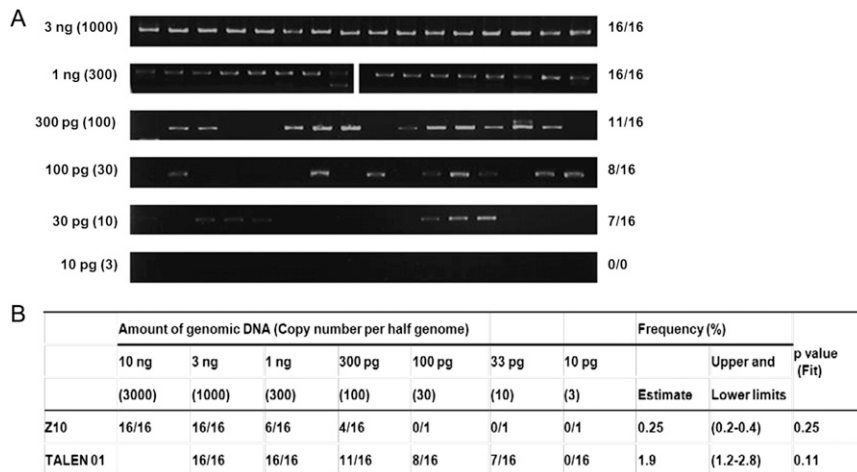 A
3 ng (1000) 16/16
1 ng (300) 16/16
300 pg (100) 11/16
100 pg (30) 8/16
30 pg (10) 7/16
10 pg (3) 0/0
B
Amount of genomic DNA (Copy number per half genome) Frequency (%) p value (Fit)
10 ng 3 ng 1 ng 300 pg 100 pg 33 pg 10 pg Upper and
(3000) (1000) (300) (100) (30) (10) (3) Estimate Lower limits
Z10 16/16 16/16 6/16 4/16 0/1 0/1 0/1 0.25 (0.2-0.4) 0.25
TALEN 01 16/16 16/16 11/16 8/16 7/16 0/16 1.9 (1.2-2.8) 0.11